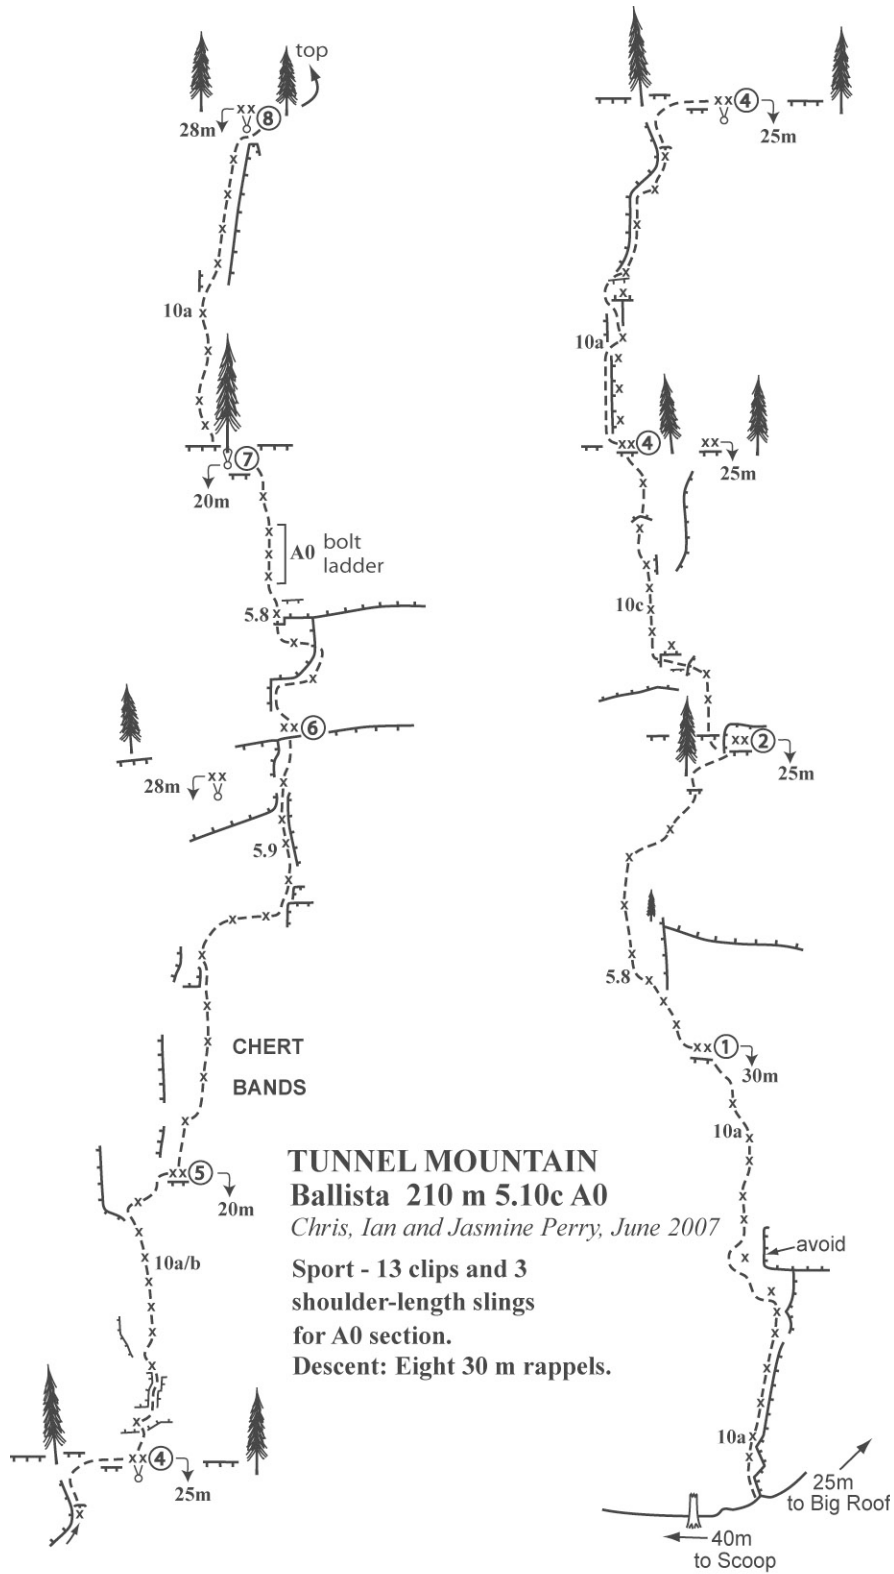 top
8
28m
10a
7
20m
A0
bolt
ladder
5.8
6
28m
5.9
CHERT
BANDS
5
20m
10a/b
4
25m
4
25m
10a
4
25m
10c
2
25m
5.8
1
30m
10a
avoid
10a
25m
to Big Roof
40m
to Scoop
TUNNEL MOUNTAIN
Ballista 210 m 5.10c A0
Chris, Ian and Jasmine Perry, June 2007
Sport - 13 clips and 3
shoulder-length slings
for A0 section.
Descent: Eight 30 m rappels.